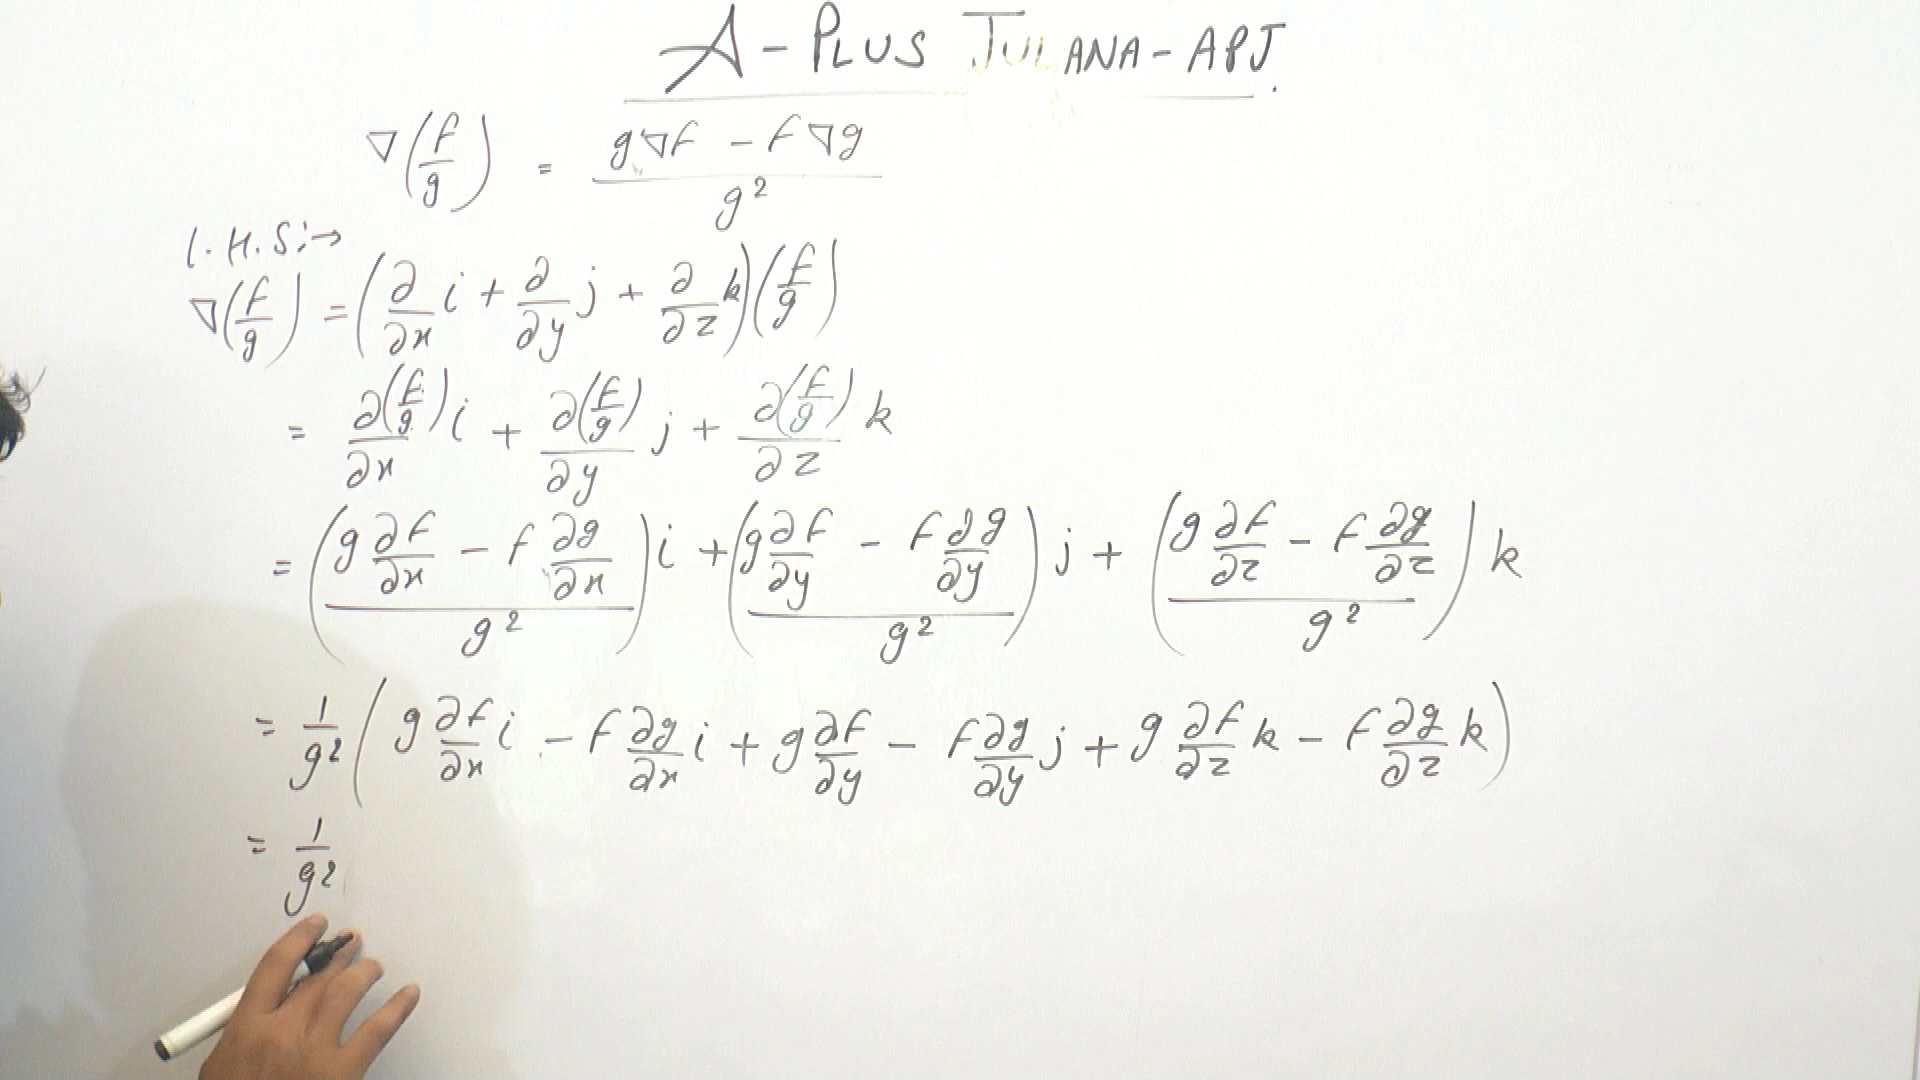 A-PLUS JULANA-APJ.
∇(f/g) = (g∇f - f∇g)/g²
L.H.S:→
∇(f/g) = (∂/∂x i + ∂/∂y j + ∂/∂z k)(f/g)
= ∂(f/g)/∂x i + ∂(f/g)/∂y j + ∂(f/g)/∂z k
= ((g ∂f/∂x - f ∂g/∂x)/g²) i + ((g ∂f/∂y - f ∂g/∂y)/g²) j + ((g ∂f/∂z - f ∂g/∂z)/g²) k
= 1/g² (g ∂f/∂x i - f ∂g/∂x i + g ∂f/∂y - f ∂g/∂y j + g ∂f/∂z k - f ∂g/∂z k)
= 1/g²